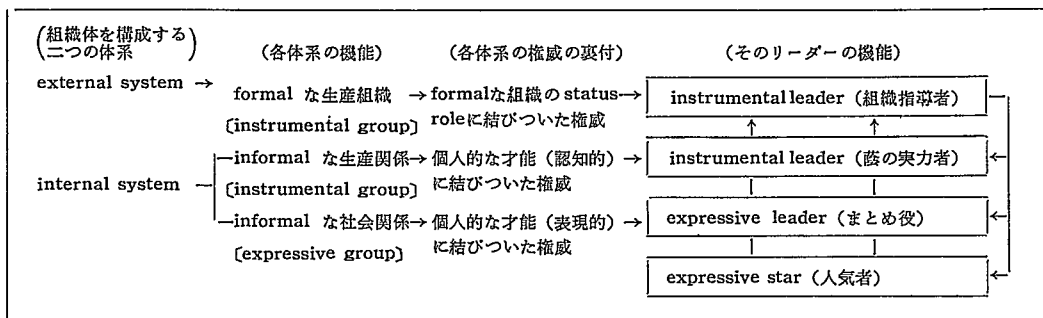 (組織体を構成する二つの体系) (各体系の機能) (各体系の権威の裏付) (そのリーダーの機能)
external system →
formal な生産組織 → formalな組織のstatus → instrumental leader (組織指導者)
〔instrumental group〕 roleに結びついた権威
informal な生産関係 → 個人的な才能(認知的) → instrumental leader (蔭の実力者)
internal system 〔instrumental group〕 に結びついた権威
informal な社会関係 → 個人的な才能(表現的) → expressive leader (まとめ役)
〔expressive group〕 に結びついた権威
expressive star (人気者)